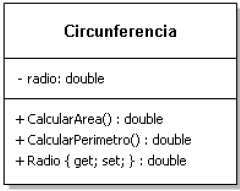 Circunferencia
- radio: double
+ CalcularArea() : double
+ CalcularPerimetro() : double
+ Radio { get; set; } : double